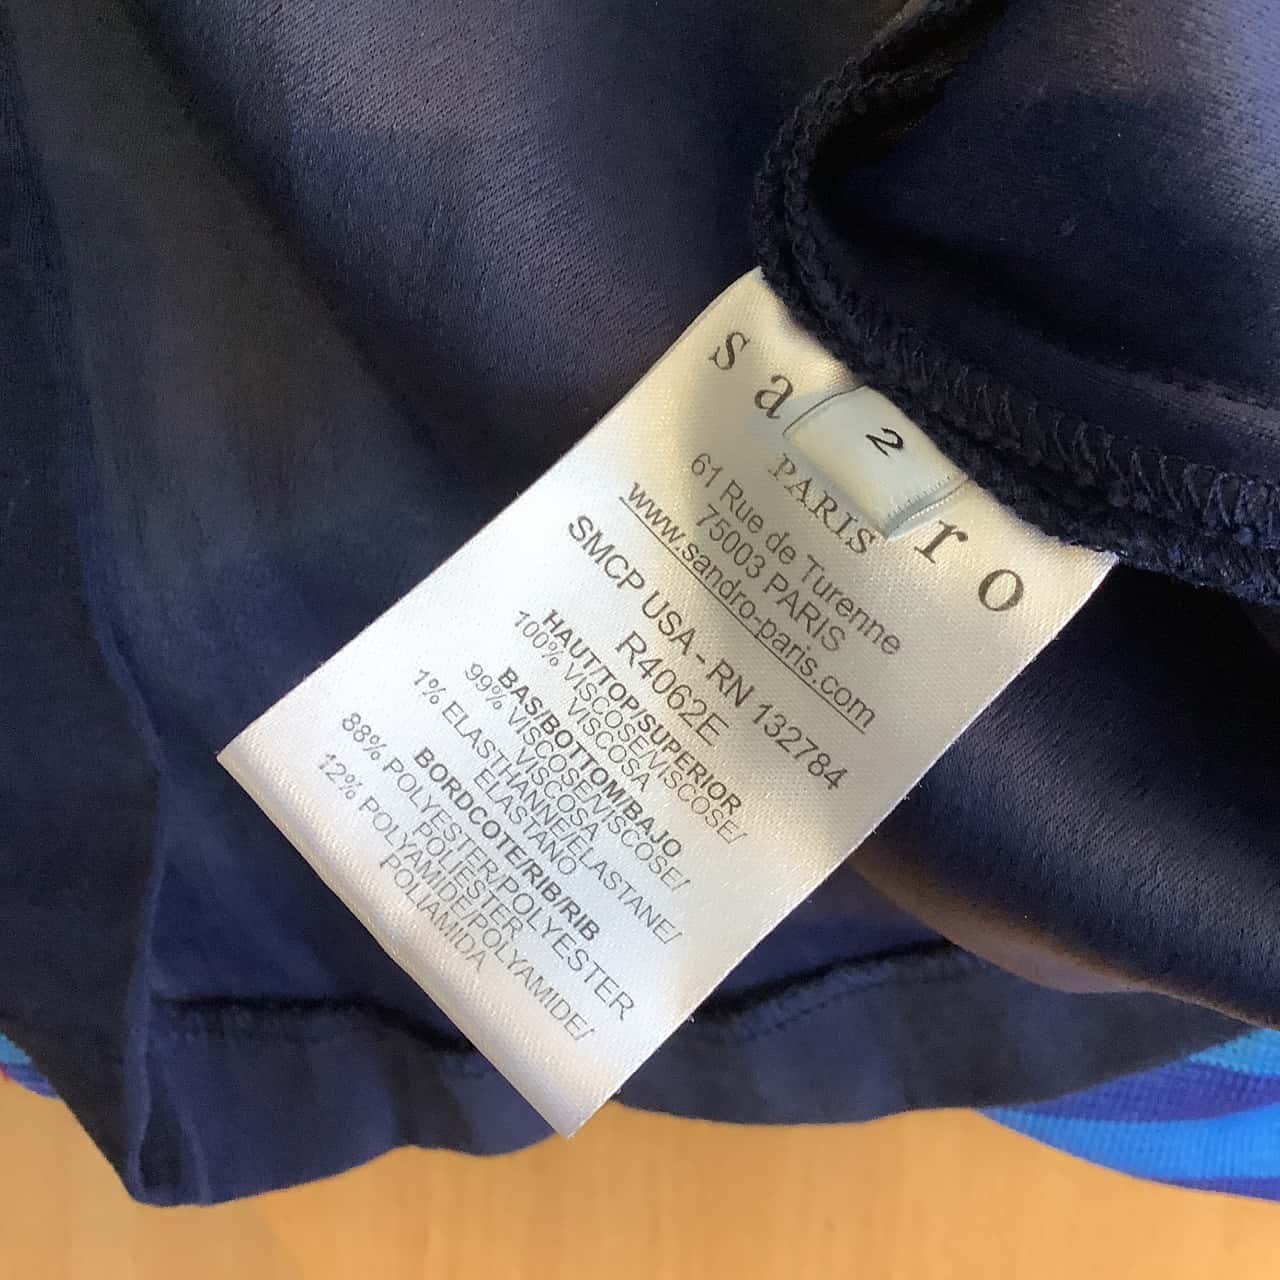 sa ro
2
PARIS
61 Rue de Turenne
75003 PARIS
www.sandro-paris.com
SMCP USA - RN 132784
R4062E
HAUT/TOP/SUPERIOR
100% VISCOSE/VISCOSE/
VISCOSA
BAS/BOTTOM/BAJO
99% VISCOSE/VISCOSE/
VISCOSA
1% ELASTHANNE/ELASTANE/
ELASTANO
BORDCOTE/RIB/RIB
88% POLYESTER/POLYESTER
POLIESTER
12% POLYAMIDE/POLYAMIDE/
POLIAMIDA